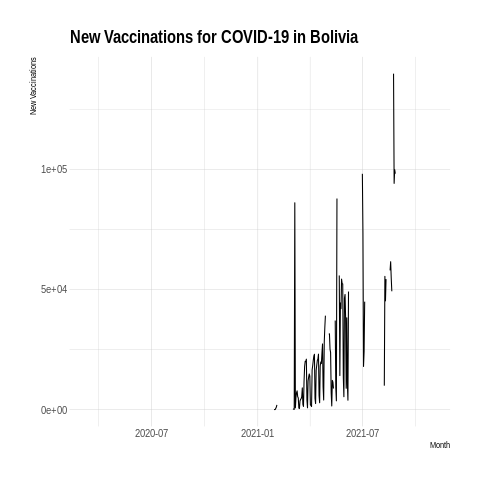 New Vaccinations for COVID-19 in Bolivia
New Vaccinations
1e+05
5e+04
0e+00
2020-07
2021-01
2021-07
Month